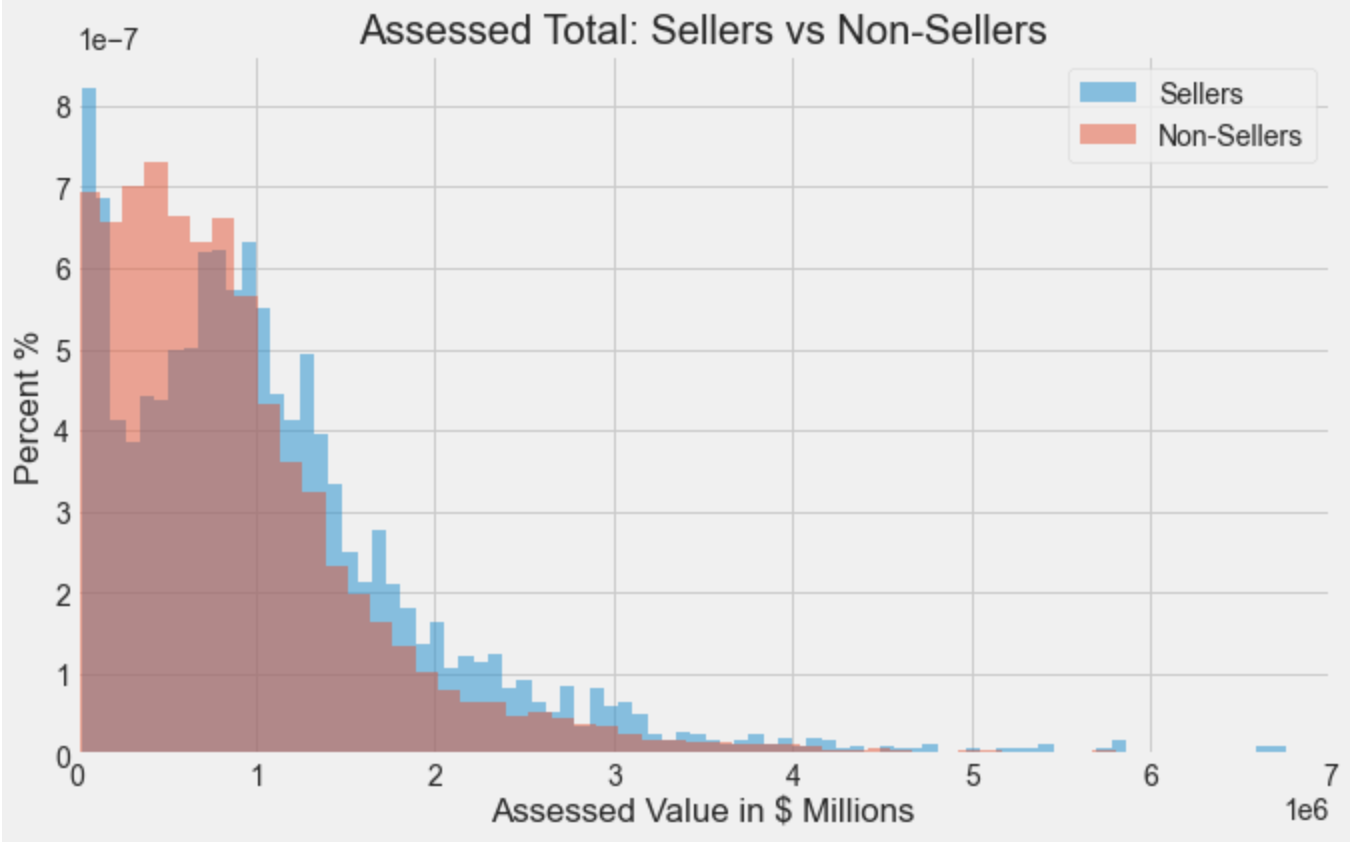 Assessed Total: Sellers vs Non-Sellers
1e−7
Sellers
Non-Sellers
8
7
6
5
4
3
2
1
0
Percent %
0 1 2 3 4 5 6 7
1e6
Assessed Value in $ Millions